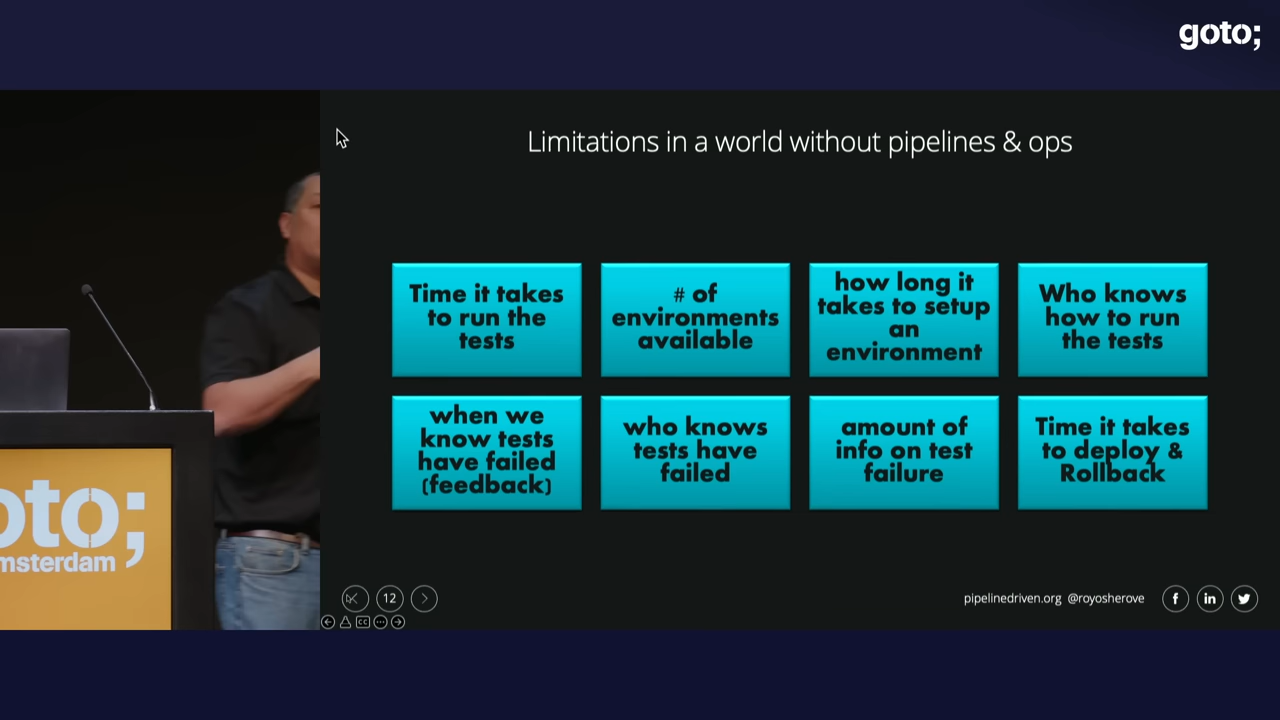 goto;
Limitations in a world without pipelines & ops
Time it takes
to run the
tests
# of
environments
available
how long it
takes to setup
an
environment
Who knows
how to run
the tests
when we
know tests
have failed
(feedback)
who knows
tests have
failed
amount of
info on test
failure
Time it takes
to deploy &
Rollback
oto;
msterdam
12
CC
pipelinedriven.org @royosherove
f
in